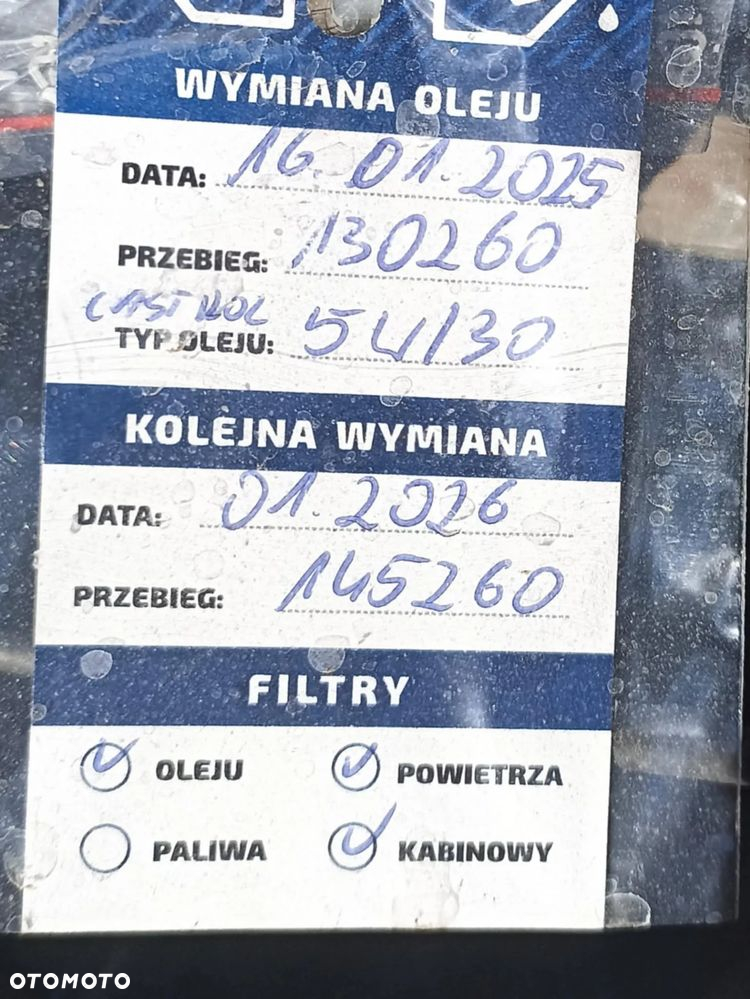 WYMIANA OLEJU
DATA: 16.01.2025
PRZEBIEG: 130260
CASTROL
TYP OLEJU: 5W/30
KOLEJNA WYMIANA
DATA: 01.2026
PRZEBIEG: 145260
FILTRY
OLEJU POWIETRZA
PALIWA KABINOWY
OTOMOTO